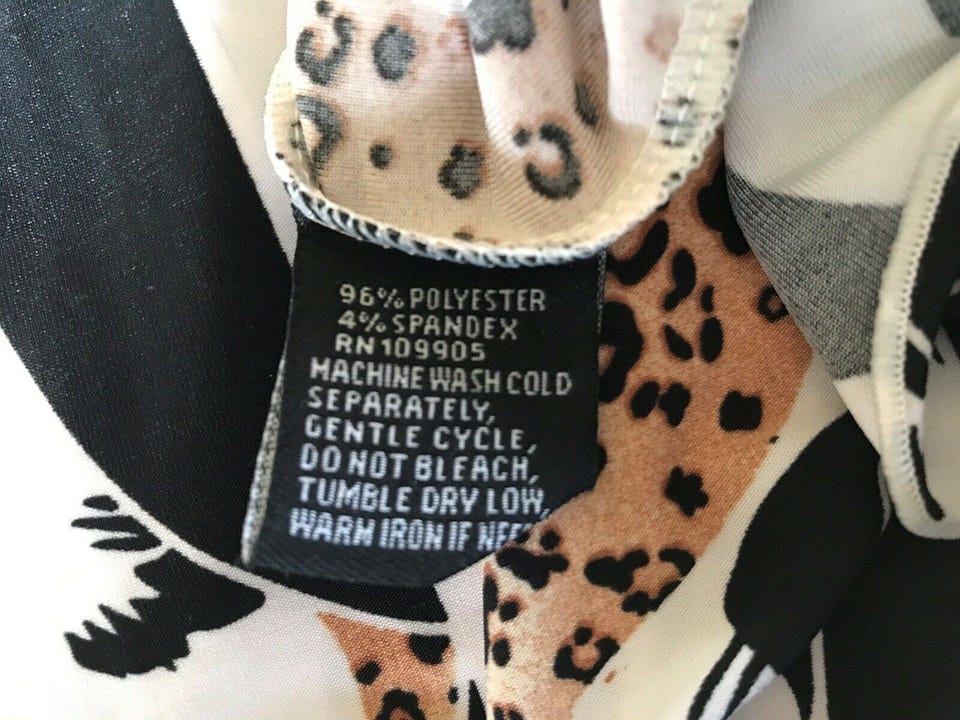 96% POLYESTER
4% SPANDEX
RN 109905
MACHINE WASH COLD
SEPARATELY,
GENTLE CYCLE,
DO NOT BLEACH,
TUMBLE DRY LOW,
WARM IRON IF